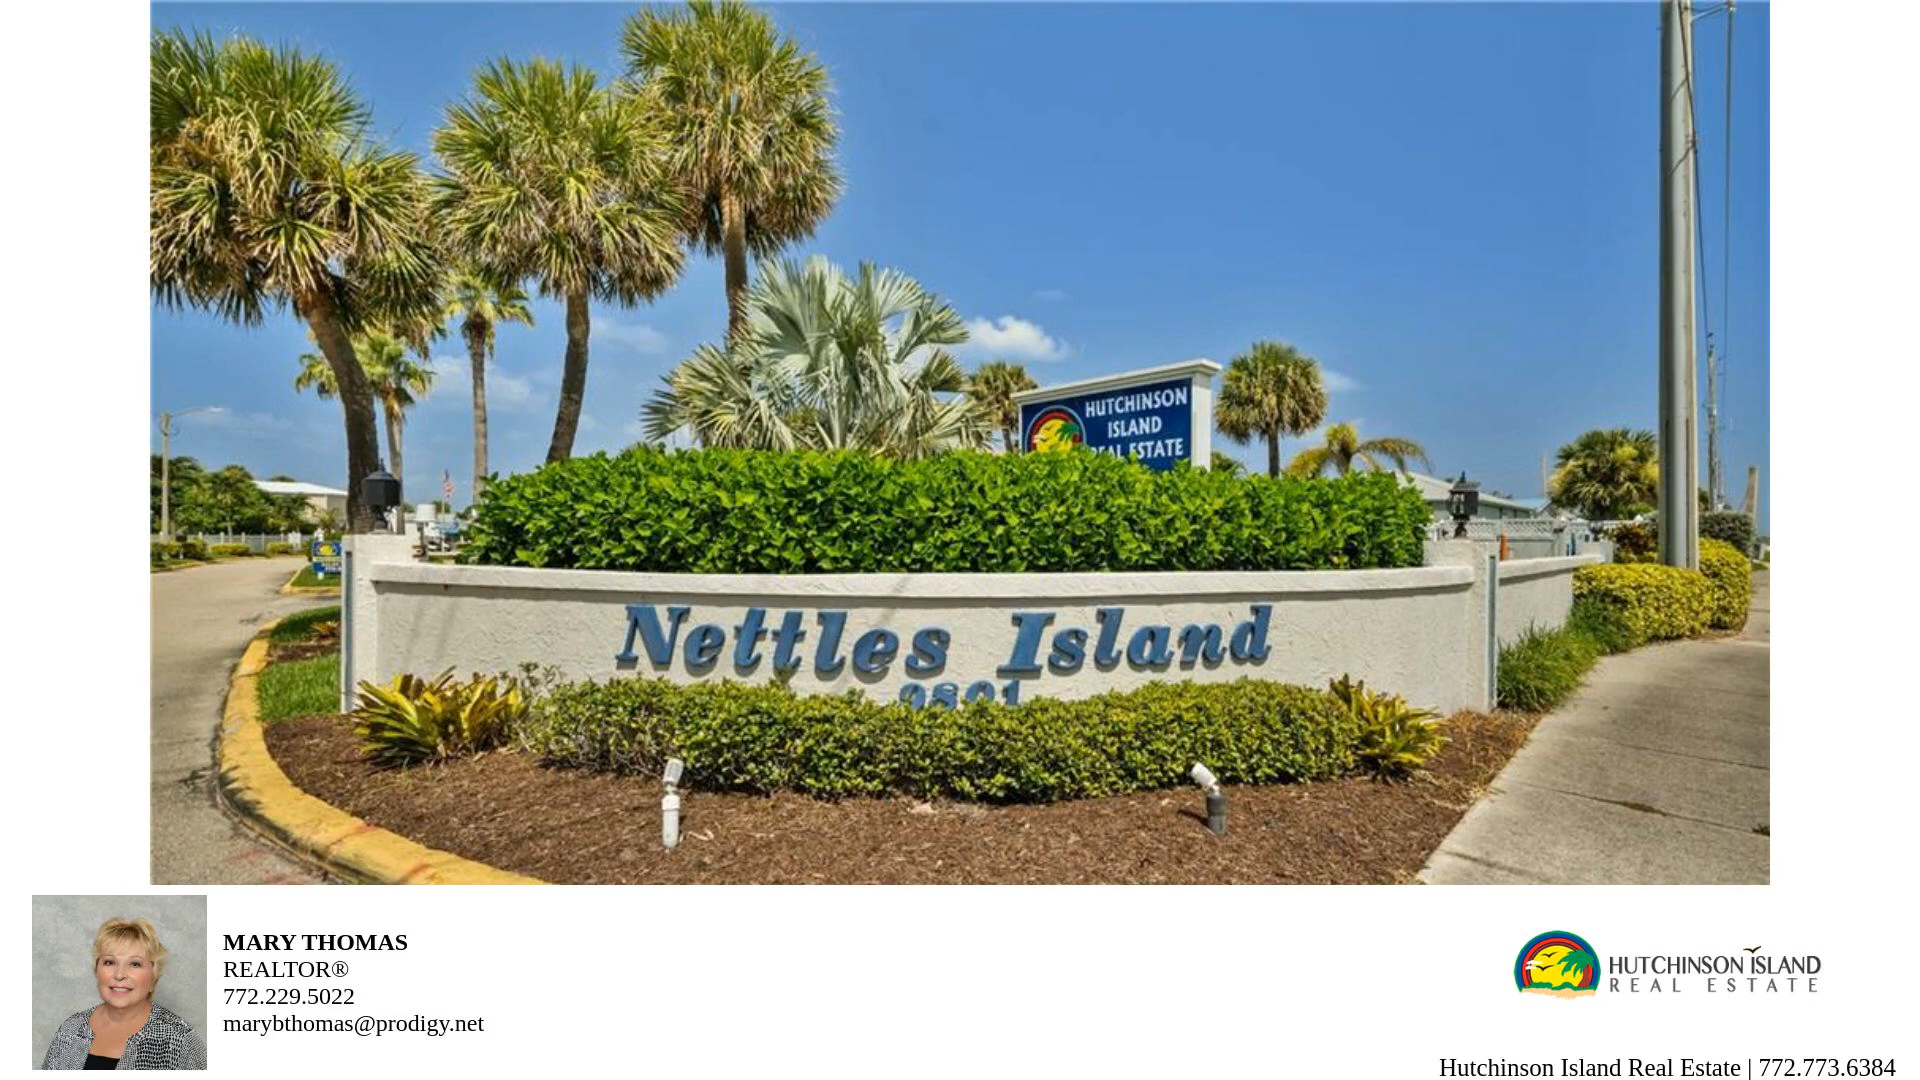 HUTCHINSON
ISLAND
REAL ESTATE
Nettles Island
9801
MARY THOMAS
REALTOR®
772.229.5022
marybthomas@prodigy.net
HUTCHINSON ISLAND
REAL ESTATE
Hutchinson Island Real Estate | 772.773.6384